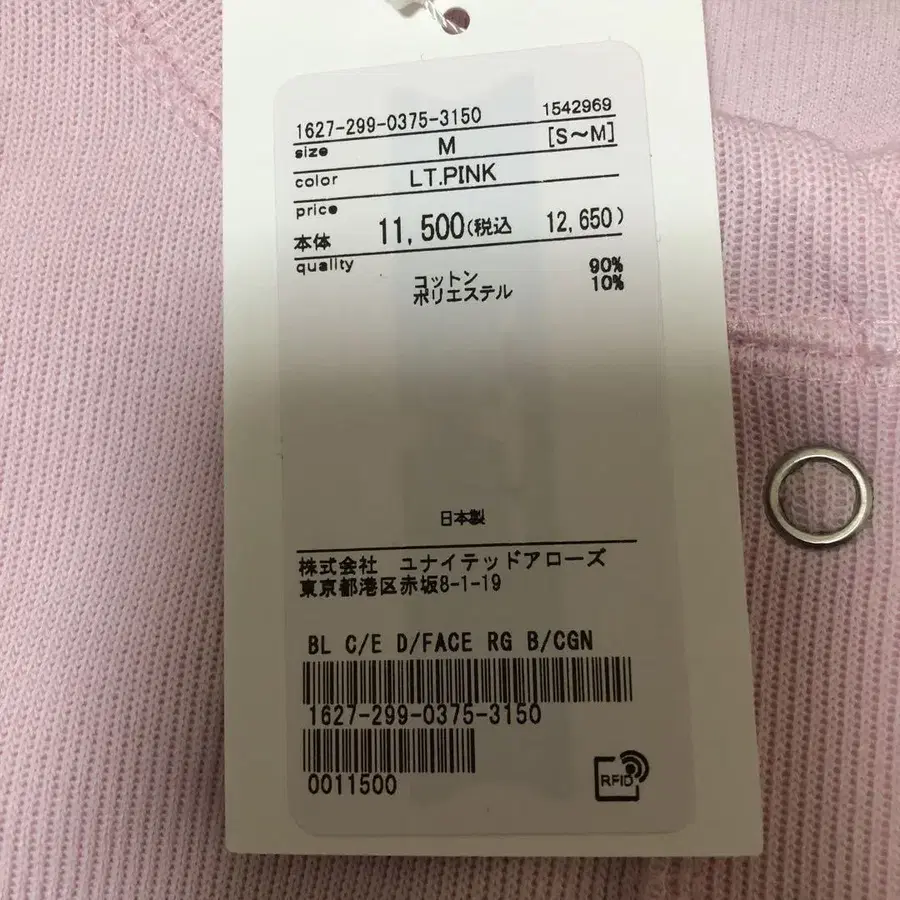 1627-299-0375-3150 1542969
size M [S～M]
color LT.PINK
price
本体 11,500(税込 12,650)
quality
コットン 90%
ポリエステル 10%
日本製
株式会社 ユナイテッドアローズ
東京都港区赤坂8-1-19
BL C/E D/FACE RG B/CGN
1627-299-0375-3150
0011500
RFID